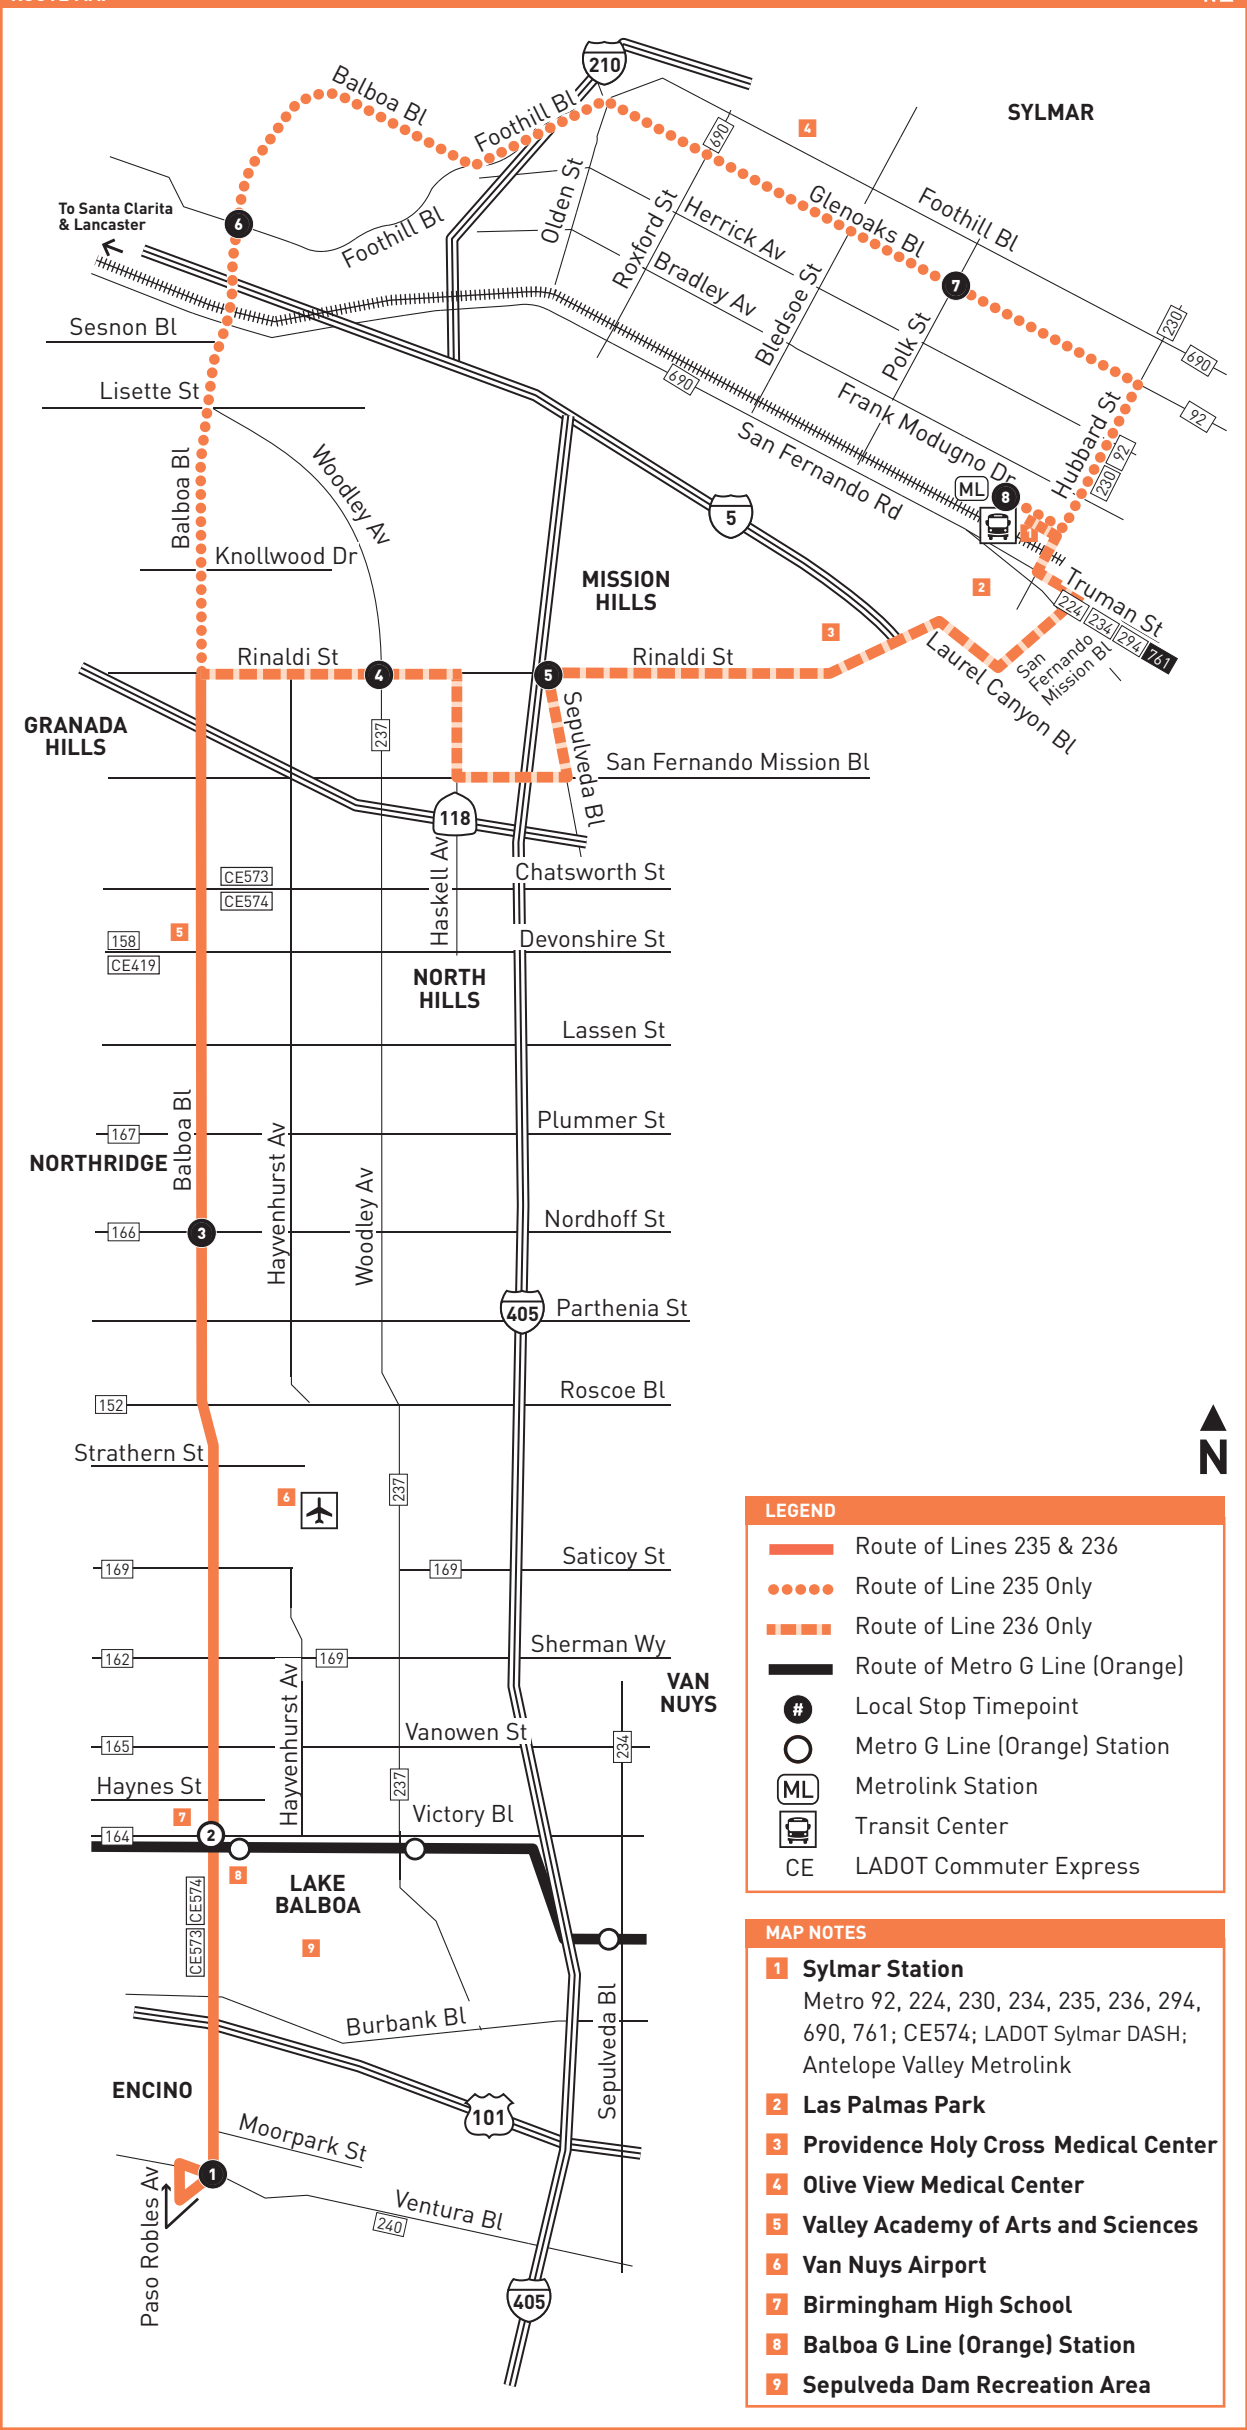 210
Balboa Bl
Foothill Bl
SYLMAR
4
690
To Santa Clarita
& Lancaster
6
Foothill Bl
Olden St
Roxford St
Herrick Av
Glenoaks Bl
Foothill Bl
Bradley Av
Bledsoe St
7
Polk St
Sesnon Bl
230
690
Lisette St
690
92
Frank Modugno Dr
Hubbard St
Balboa Bl
Woodley Av
San Fernando Rd
92
230
ML
8
5
1
Knollwood Dr
MISSION
HILLS
2
Truman St
224
234
294
761
3
Rinaldi St
4
5
Rinaldi St
Laurel Canyon Bl
San
Fernando
Mission Bl
GRANADA
HILLS
237
Sepulveda Bl
San Fernando Mission Bl
118
CE573
CE574
Haskell Av
Chatsworth St
5
158
CE419
Devonshire St
NORTH
HILLS
Lassen St
Balboa Bl
167
Plummer St
NORTHRIDGE
Hayvenhurst Av
Woodley Av
166
3
Nordhoff St
405
Parthenia St
152
Roscoe Bl
Strathern St
6
237
N
169
169
Saticoy St
162
169
Sherman Wy
VAN
NUYS
Hayvenhurst Av
165
Vanowen St
234
Haynes St
237
7
Victory Bl
164
2
8
LAKE
BALBOA
CE573
CE574
9
Burbank Bl
Sepulveda Bl
ENCINO
101
Moorpark St
1
Paso Robles Av
Ventura Bl
240
405
LEGEND
Route of Lines 235 & 236
Route of Line 235 Only
Route of Line 236 Only
Route of Metro G Line (Orange)
# Local Stop Timepoint
Metro G Line (Orange) Station
ML Metrolink Station
Transit Center
CE LADOT Commuter Express
MAP NOTES
1 Sylmar Station
Metro 92, 224, 230, 234, 235, 236, 294,
690, 761; CE574; LADOT Sylmar DASH;
Antelope Valley Metrolink
2 Las Palmas Park
3 Providence Holy Cross Medical Center
4 Olive View Medical Center
5 Valley Academy of Arts and Sciences
6 Van Nuys Airport
7 Birmingham High School
8 Balboa G Line (Orange) Station
9 Sepulveda Dam Recreation Area